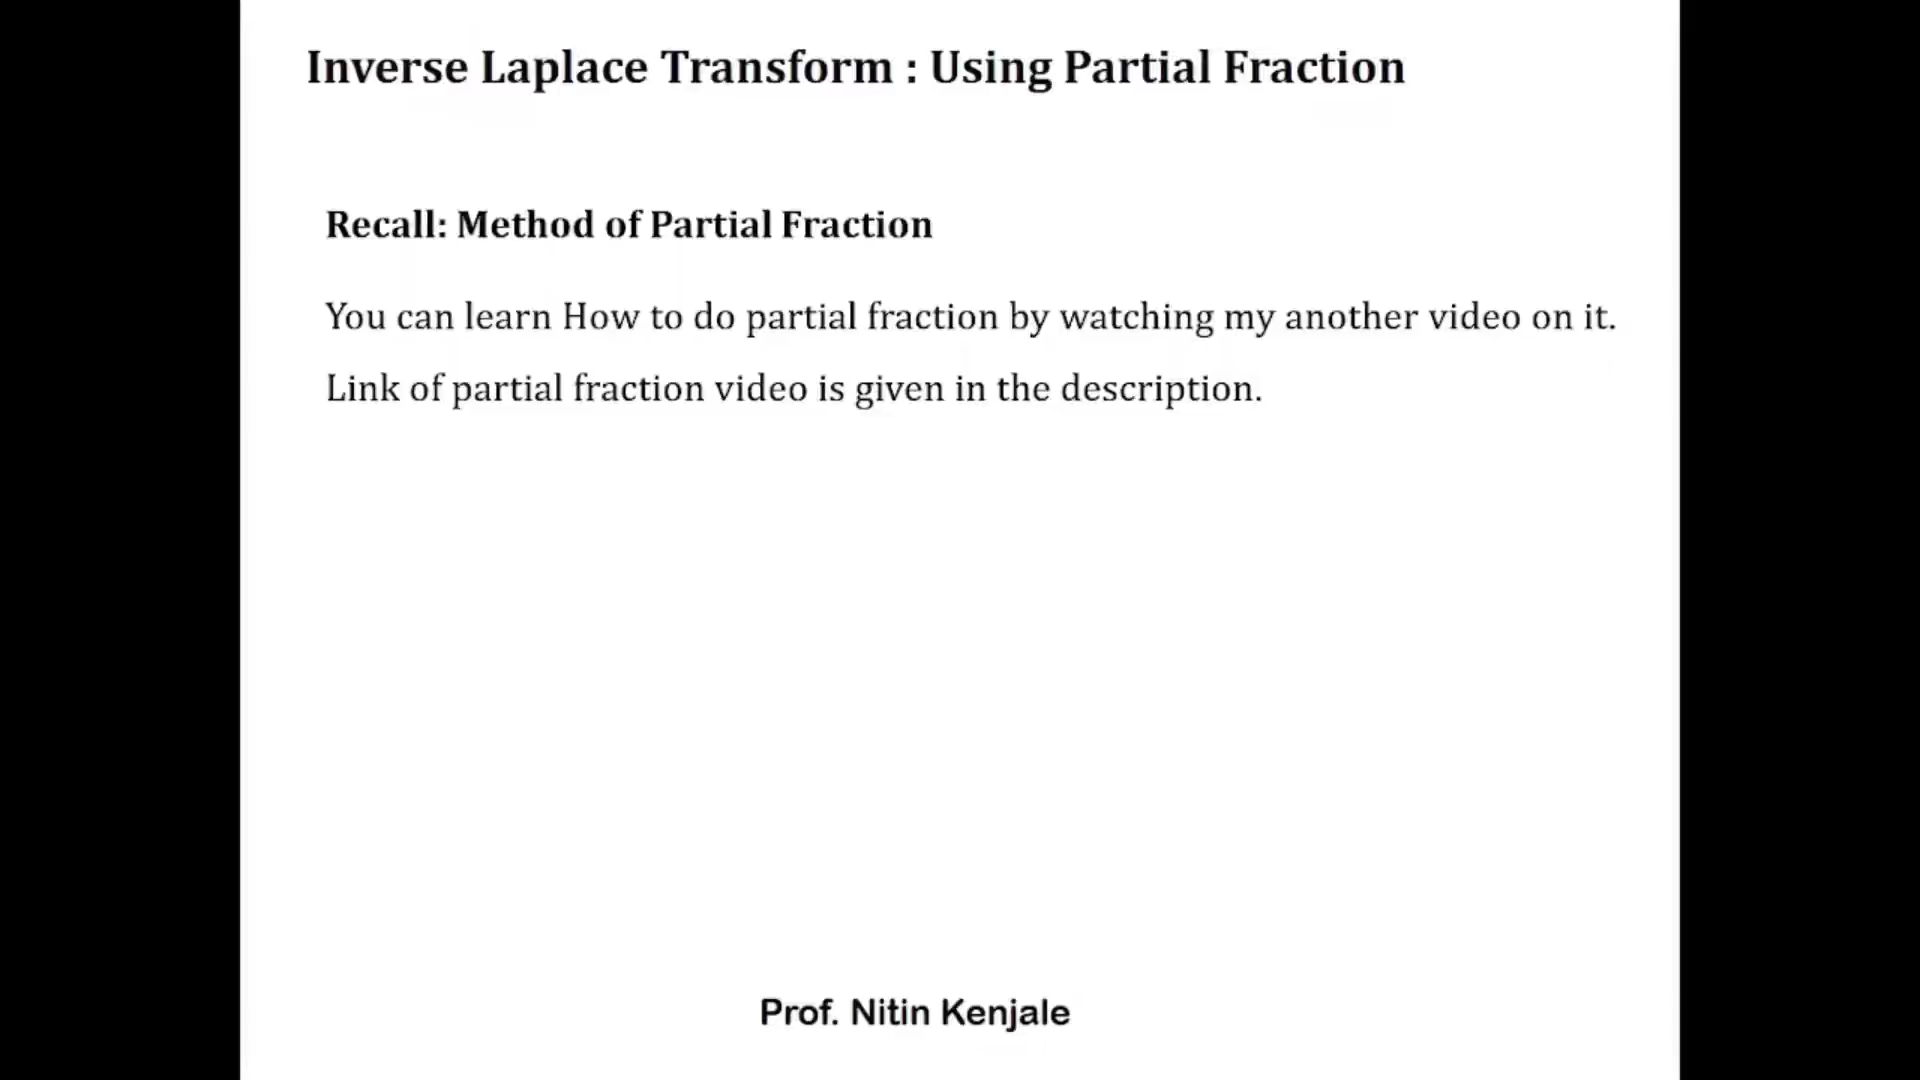 Inverse Laplace Transform : Using Partial Fraction
Recall: Method of Partial Fraction
You can learn How to do partial fraction by watching my another video on it.
Link of partial fraction video is given in the description.
Prof. Nitin Kenjale